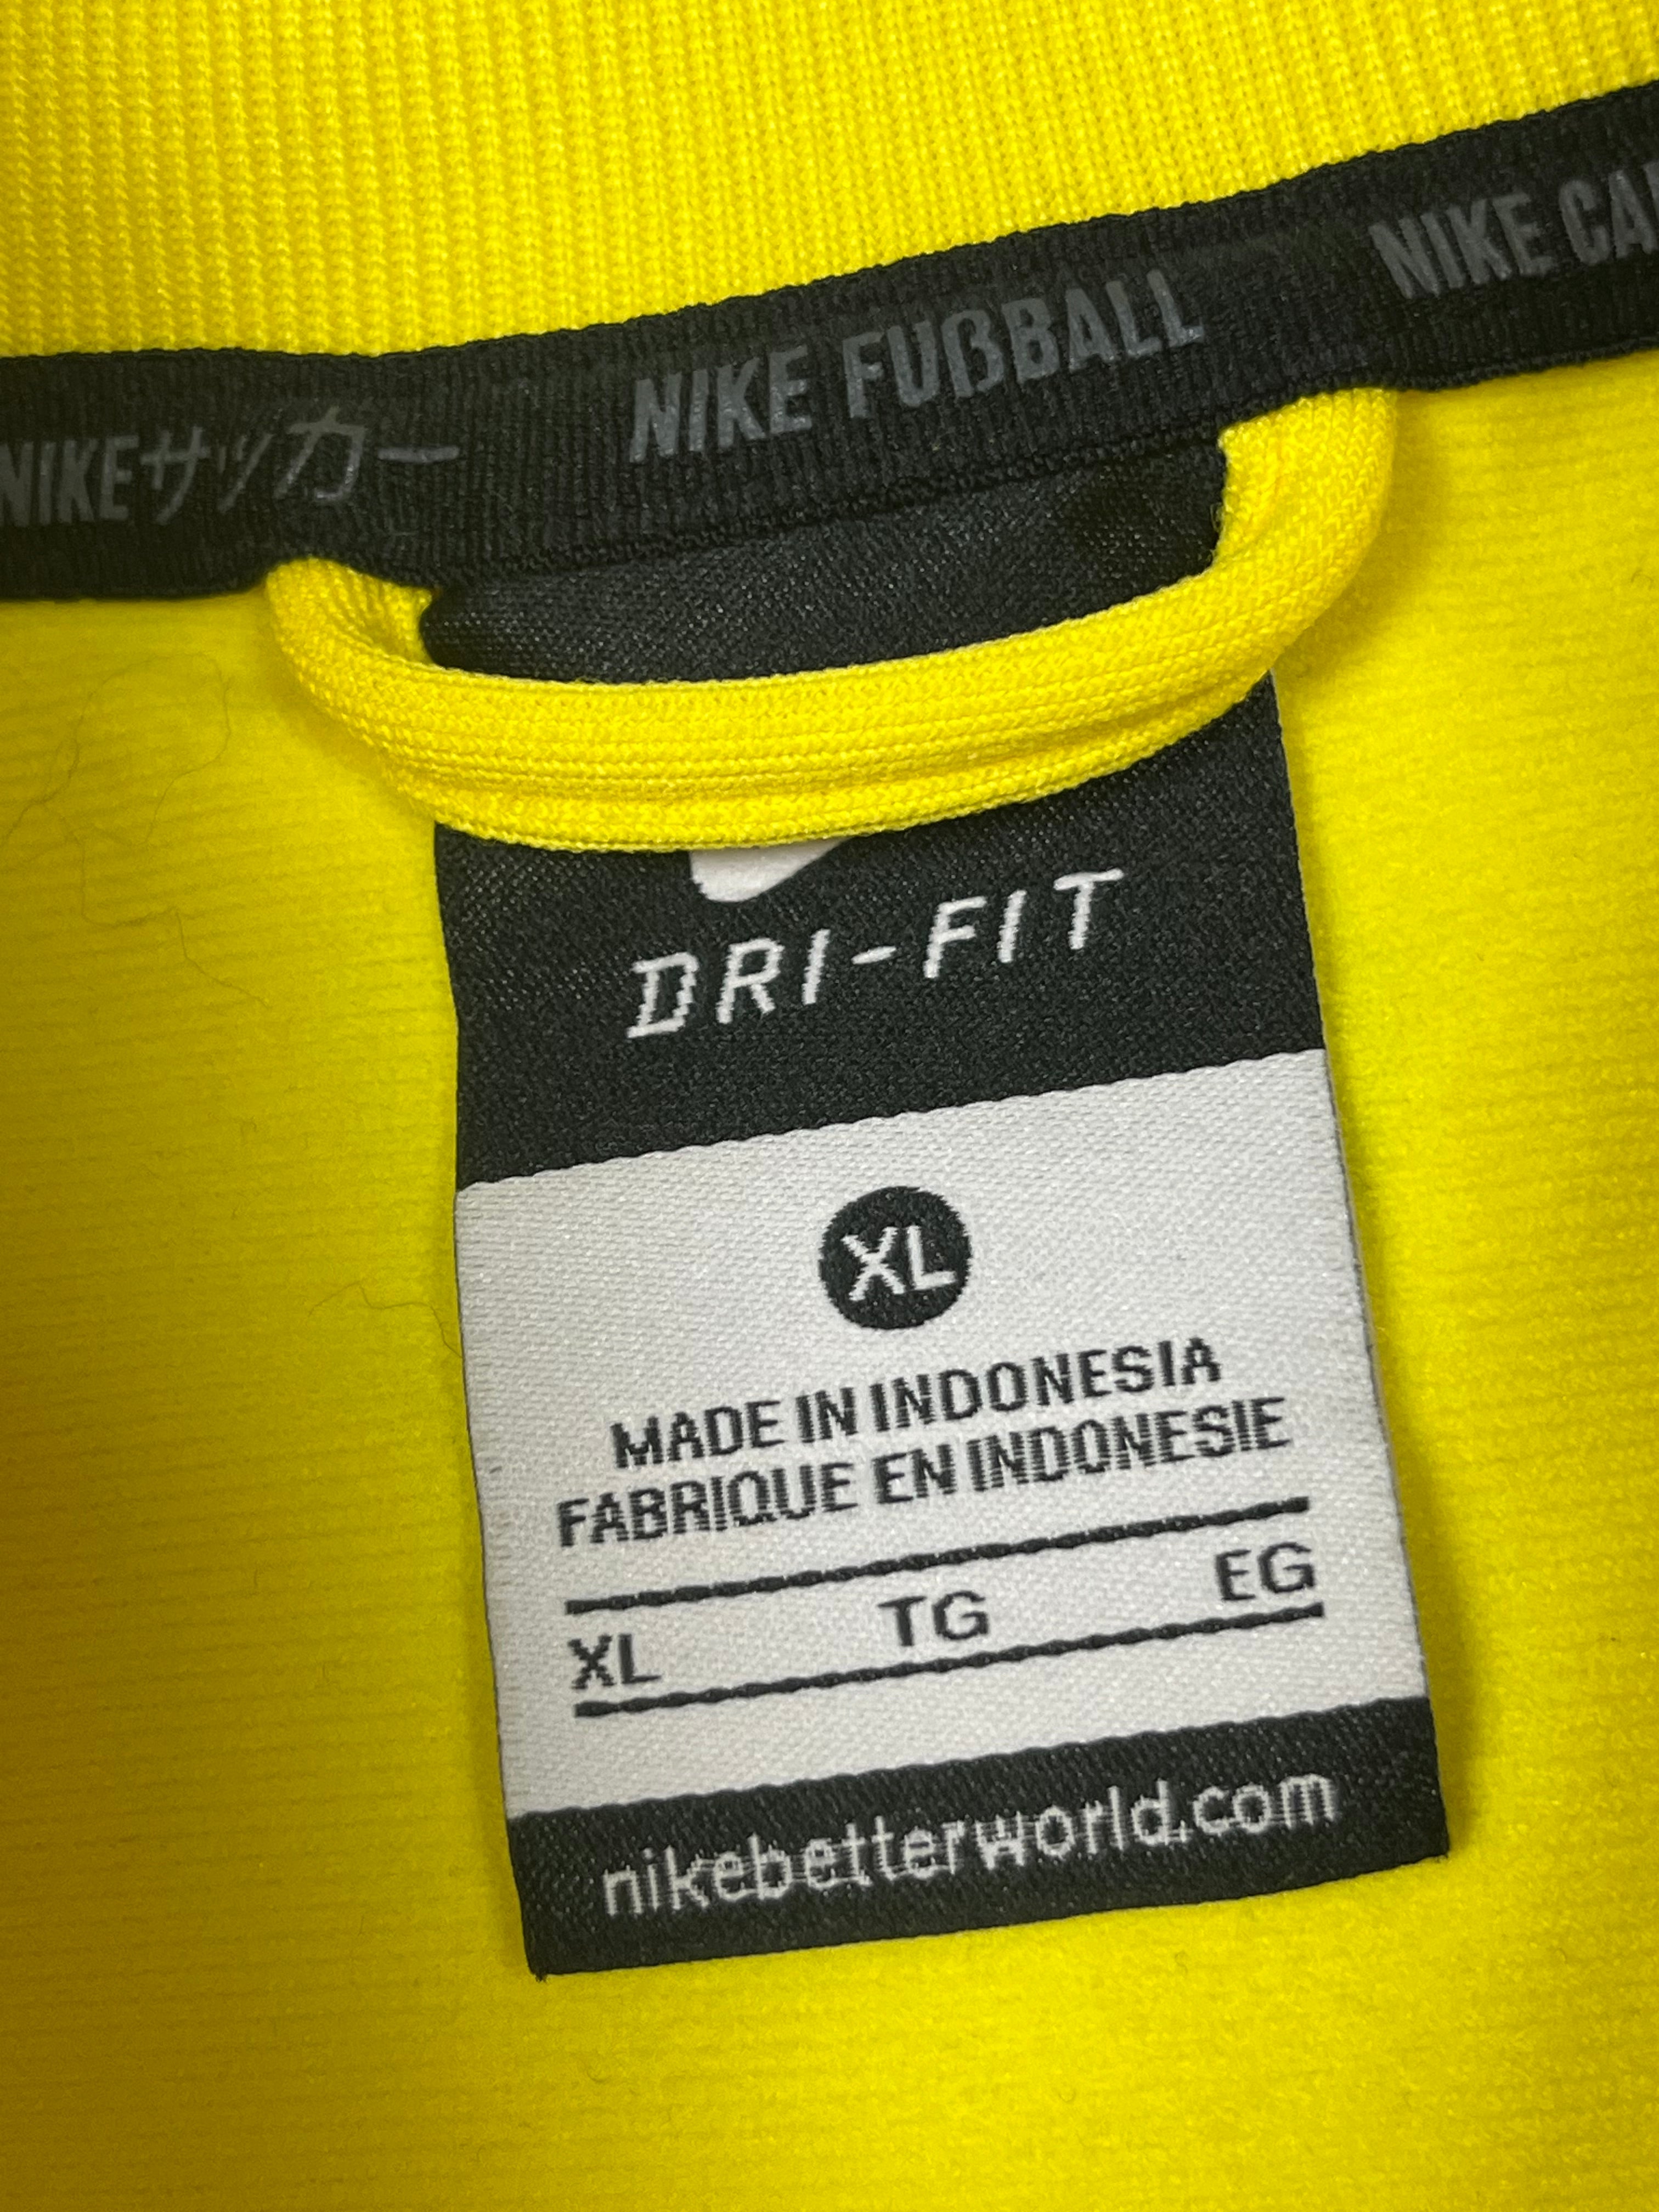 NIKEサッカー NIKE FUßBALL NIKE
DRI-FIT
XL
MADE IN INDONESIA
FABRIQUE EN INDONESIE
XL TG EG
nikebetterworld.com